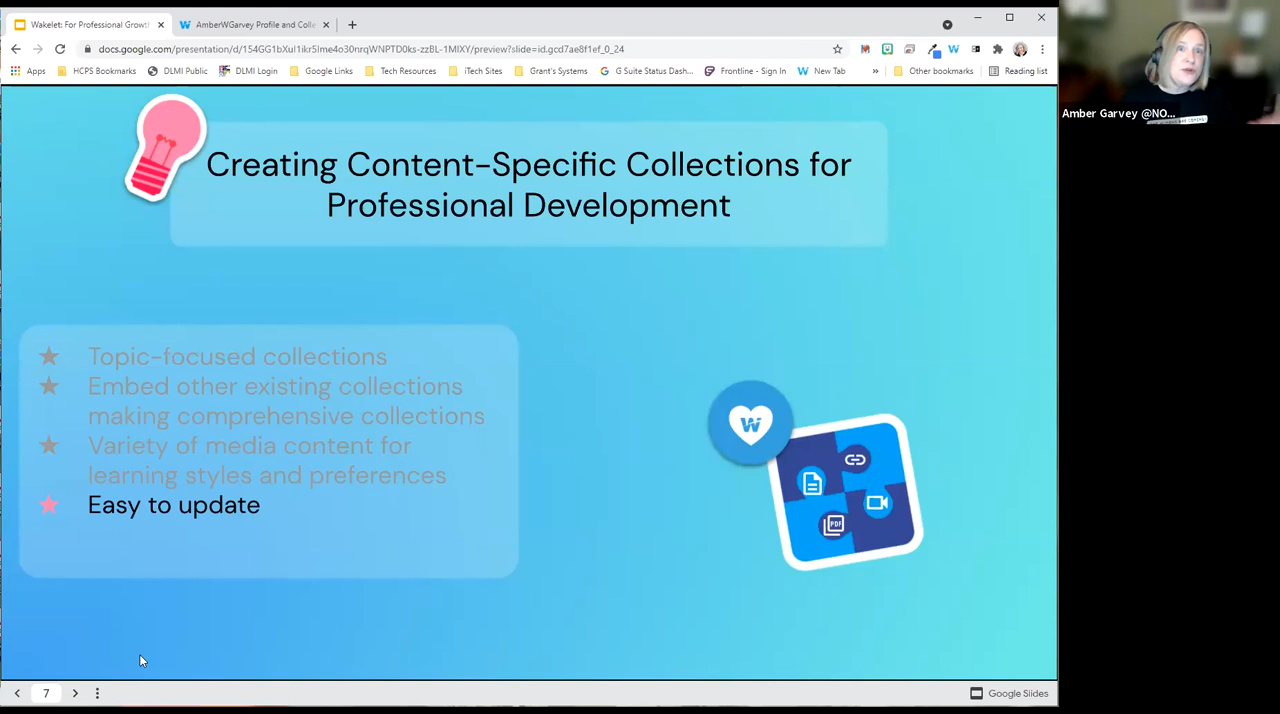 Wakelet: For Professional Growth
AmberWGarvey Profile and Colle
docs.google.com/presentation/d/154GG1bXuI1ikr5Ime4o30nrqWNPTD0ks-zzBL-1MIXY/preview?slide=id.gcd7ae8f1ef_0_24
Apps
HCPS Bookmarks
DLMI Public
DLMI Login
Google Links
Tech Resources
iTech Sites
Grant's Systems
G Suite Status Dash...
Frontline - Sign In
New Tab
»
Other bookmarks
Reading list
Amber Garvey @NO...
Creating Content-Specific Collections for
Professional Development
★ Topic-focused collections
★ Embed other existing collections
making comprehensive collections
★ Variety of media content for
learning styles and preferences
★ Easy to update
W
PDF
7
Google Slides